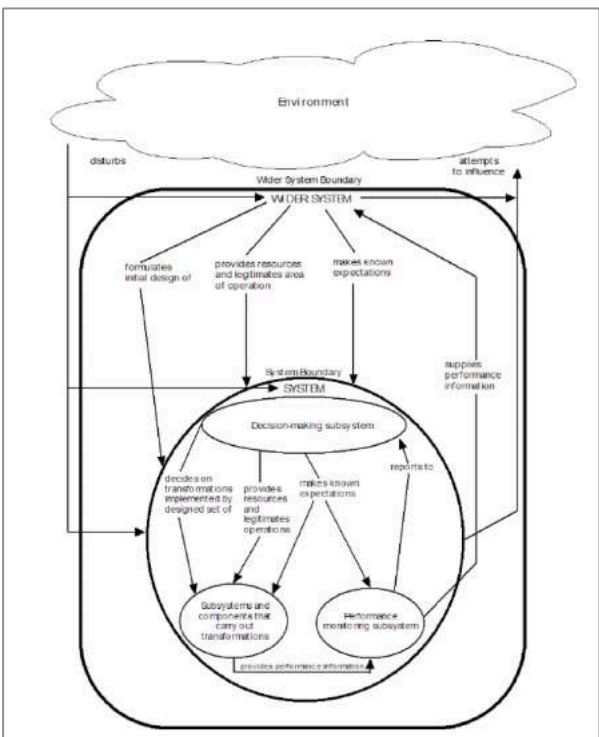 Environment
disturbs
attempts
to influence
Wider System Boundary
WIDER SYSTEM
formulates
initial design of
provides resources
and legitimates area
of operation
makes known
expectations
supplies
performance
information
System Boundary
SYSTEM
Decision-making subsystem
decides on
transformations
implemented by
designed set of
provides
resources
and
legitimates
operations
makes known
expectations
reports to
Subsystems and
components that
carry out
transformations
Performance
monitoring subsystem
provides performance information